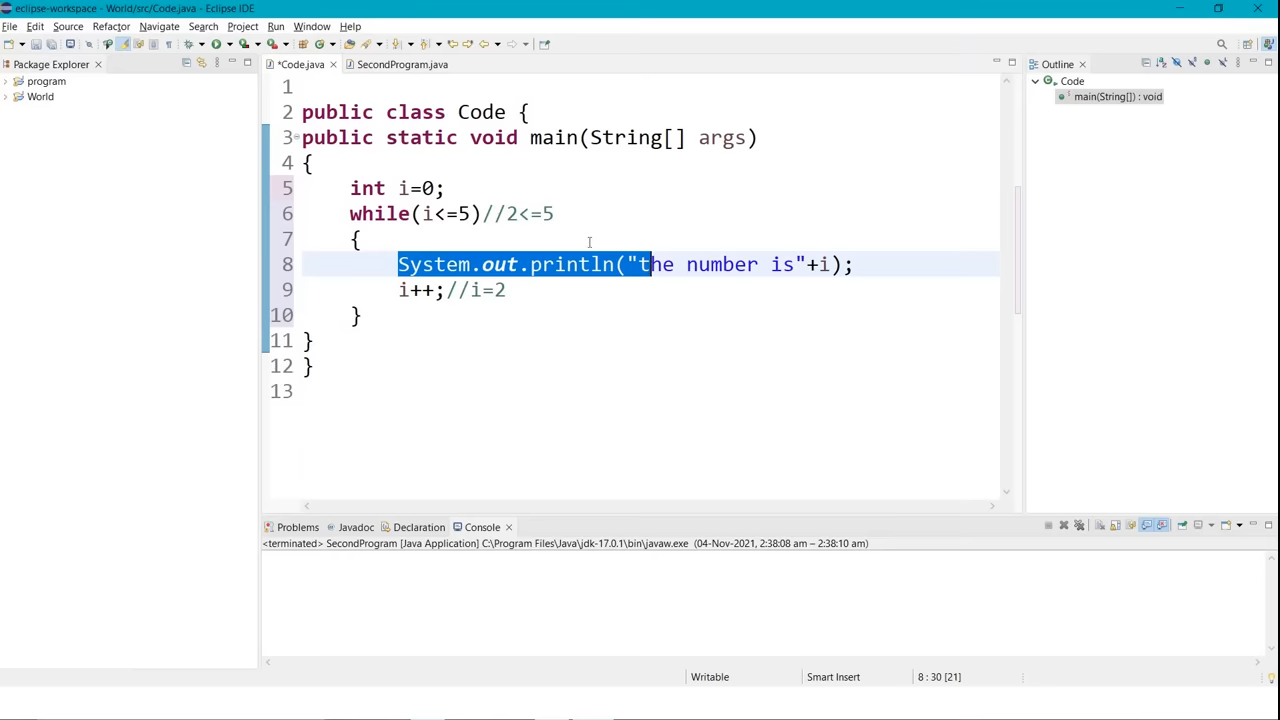 eclipse-workspace - World/src/Code.java - Eclipse IDE
File Edit Source Refactor Navigate Search Project Run Window Help
Package Explorer
program
World
*Code.java SecondProgram.java
1
2 public class Code {
3 public static void main(String[] args)
4 {
5 int i=0;
6 while(i<=5)//2<=5
7 {
8 System.out.println("the number is"+i);
9 i++;//i=2
10 }
11 }
12 }
13
Outline
Code
main(String[]) : void
Problems Javadoc Declaration Console
<terminated> SecondProgram [Java Application] C:\Program Files\Java\jdk-17.0.1\bin\javaw.exe (04-Nov-2021, 2:38:08 am – 2:38:10 am)
Writable Smart Insert 8 : 30 [21]